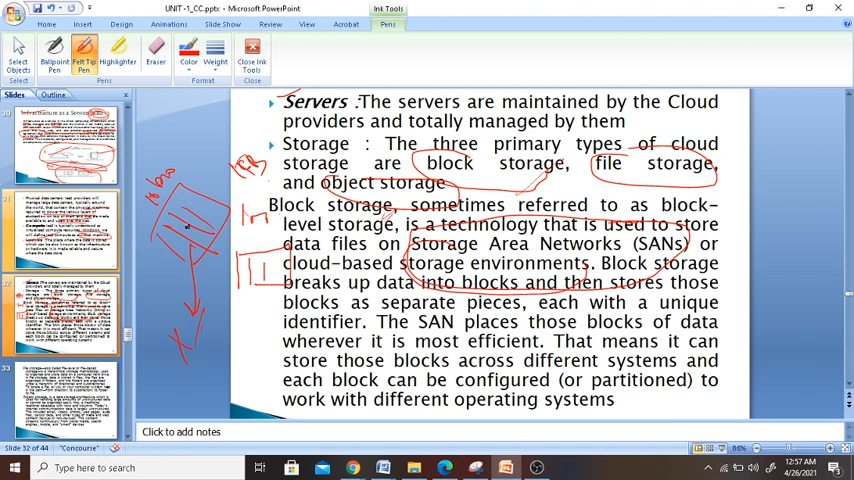 UNIT -1_CC.pptx - Microsoft PowerPoint
Ink Tools
Home Insert Design Animations Slide Show Review View Acrobat Pens
Select Objects
Ballpoint Pen
Felt Tip Pen
Highlighter
Eraser
Color
Weight
Close Ink Tools
Select
Pens
Format
Close
Slides Outline
Servers : The servers are maintained by the Cloud
providers and totally managed by them
Storage : The three primary types of cloud
storage are block storage, file storage,
and object storage
Block storage, sometimes referred to as block-
level storage, is a technology that is used to store
data files on Storage Area Networks (SANs) or
cloud-based storage environments. Block storage
breaks up data into blocks and then stores those
blocks as separate pieces, each with a unique
identifier. The SAN places those blocks of data
wherever it is most efficient. That means it can
store those blocks across different systems and
each block can be configured (or partitioned) to
work with different operating systems
30
31
32
33
Click to add notes
Slide 32 of 44 "Concourse" 86%
Type here to search
12:57 AM
4/26/2021